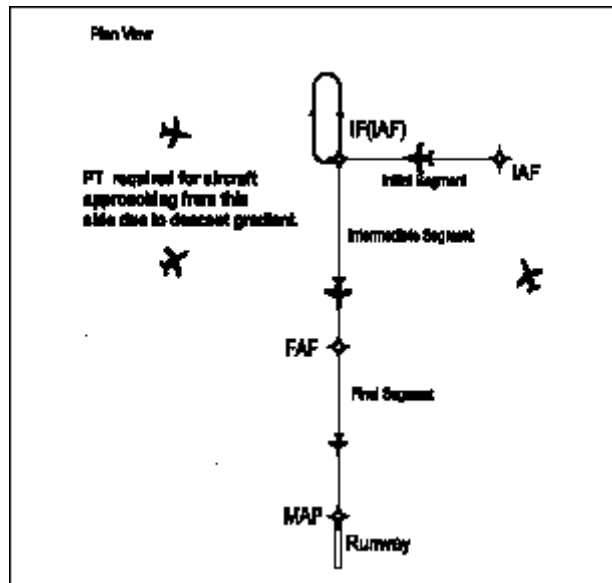 Plan View
IF(IAF)
IAF
Initial Segment
PT required for aircraft
approaching from this
side due to descent gradient.
Intermediate Segment
FAF
Final Segment
MAP
Runway